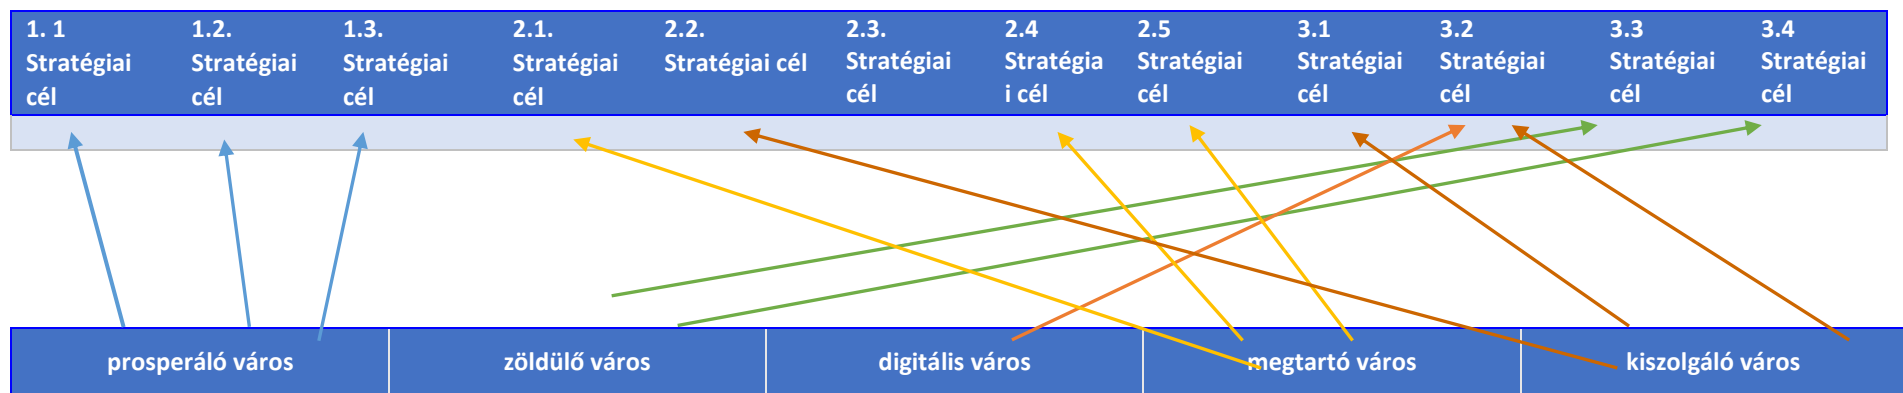 1. 1
Stratégiai
cél
1.2.
Stratégiai
cél
1.3.
Stratégiai
cél
2.1.
Stratégiai
cél
2.2.
Stratégiai cél
2.3.
Stratégiai
cél
2.4
Stratégia
i cél
2.5
Stratégiai
cél
3.1
Stratégiai
cél
3.2
Stratégiai
cél
3.3
Stratégiai
cél
3.4
Stratégiai
cél
prosperáló város
zöldülő város
digitális város
megtartó város
kiszolgáló város